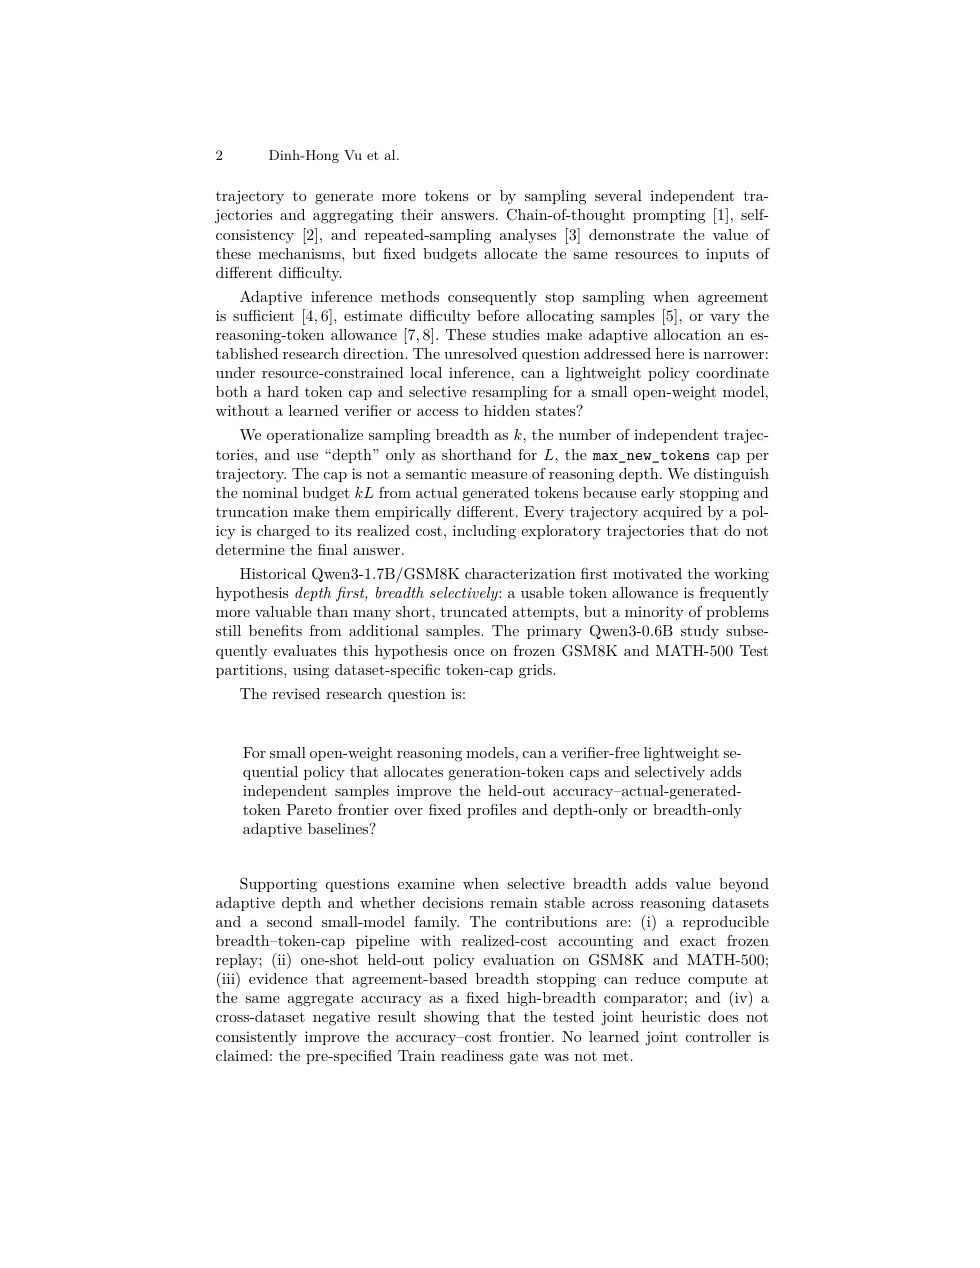 2 Dinh-Hong Vu et al.
trajectory to generate more tokens or by sampling several independent tra-
jectories and aggregating their answers. Chain-of-thought prompting [1], self-
consistency [2], and repeated-sampling analyses [3] demonstrate the value of
these mechanisms, but fixed budgets allocate the same resources to inputs of
different difficulty.
Adaptive inference methods consequently stop sampling when agreement
is sufficient [4, 6], estimate difficulty before allocating samples [5], or vary the
reasoning-token allowance [7, 8]. These studies make adaptive allocation an es-
tablished research direction. The unresolved question addressed here is narrower:
under resource-constrained local inference, can a lightweight policy coordinate
both a hard token cap and selective resampling for a small open-weight model,
without a learned verifier or access to hidden states?
We operationalize sampling breadth as k, the number of independent trajec-
tories, and use “depth” only as shorthand for L, the max_new_tokens cap per
trajectory. The cap is not a semantic measure of reasoning depth. We distinguish
the nominal budget kL from actual generated tokens because early stopping and
truncation make them empirically different. Every trajectory acquired by a pol-
icy is charged to its realized cost, including exploratory trajectories that do not
determine the final answer.
Historical Qwen3-1.7B/GSM8K characterization first motivated the working
hypothesis depth first, breadth selectively: a usable token allowance is frequently
more valuable than many short, truncated attempts, but a minority of problems
still benefits from additional samples. The primary Qwen3-0.6B study subse-
quently evaluates this hypothesis once on frozen GSM8K and MATH-500 Test
partitions, using dataset-specific token-cap grids.
The revised research question is:
For small open-weight reasoning models, can a verifier-free lightweight se-
quential policy that allocates generation-token caps and selectively adds
independent samples improve the held-out accuracy–actual-generated-
token Pareto frontier over fixed profiles and depth-only or breadth-only
adaptive baselines?
Supporting questions examine when selective breadth adds value beyond
adaptive depth and whether decisions remain stable across reasoning datasets
and a second small-model family. The contributions are: (i) a reproducible
breadth–token-cap pipeline with realized-cost accounting and exact frozen
replay; (ii) one-shot held-out policy evaluation on GSM8K and MATH-500;
(iii) evidence that agreement-based breadth stopping can reduce compute at
the same aggregate accuracy as a fixed high-breadth comparator; and (iv) a
cross-dataset negative result showing that the tested joint heuristic does not
consistently improve the accuracy–cost frontier. No learned joint controller is
claimed: the pre-specified Train readiness gate was not met.